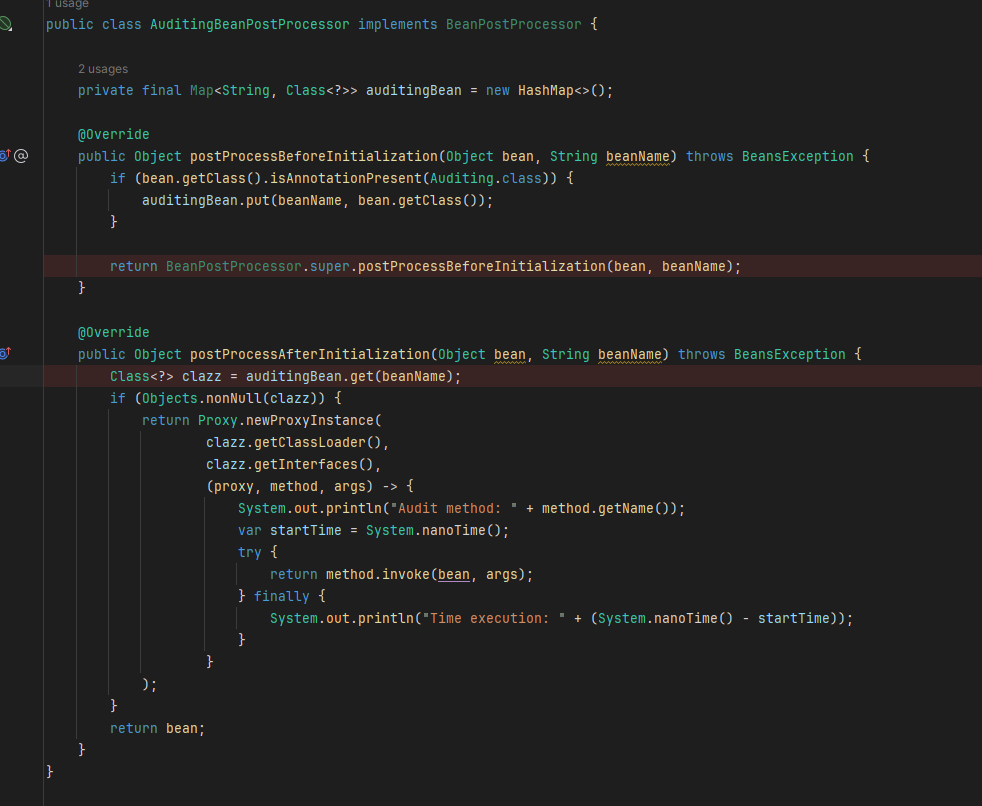 1 usage
public class AuditingBeanPostProcessor implements BeanPostProcessor {
2 usages
private final Map<String, Class<?>> auditingBean = new HashMap<>();
@Override
@
public Object postProcessBeforeInitialization(Object bean, String beanName) throws BeansException {
if (bean.getClass().isAnnotationPresent(Auditing.class)) {
auditingBean.put(beanName, bean.getClass());
}
return BeanPostProcessor.super.postProcessBeforeInitialization(bean, beanName);
}
@Override
public Object postProcessAfterInitialization(Object bean, String beanName) throws BeansException {
Class<?> clazz = auditingBean.get(beanName);
if (Objects.nonNull(clazz)) {
return Proxy.newProxyInstance(
clazz.getClassLoader(),
clazz.getInterfaces(),
(proxy, method, args) -> {
System.out.println("Audit method: " + method.getName());
var startTime = System.nanoTime();
try {
return method.invoke(bean, args);
} finally {
System.out.println("Time execution: " + (System.nanoTime() - startTime));
}
}
);
}
return bean;
}
}